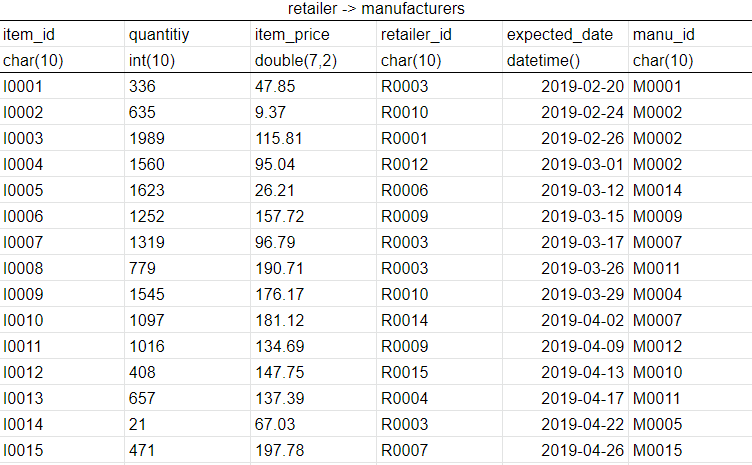 retailer -> manufacturers
item_id quantitiy item_price retailer_id expected_date manu_id
char(10) int(10) double(7,2) char(10) datetime() char(10)
I0001 336 47.85 R0003 2019-02-20 M0001
I0002 635 9.37 R0010 2019-02-24 M0002
I0003 1989 115.81 R0001 2019-02-26 M0002
I0004 1560 95.04 R0012 2019-03-01 M0002
I0005 1623 26.21 R0006 2019-03-12 M0014
I0006 1252 157.72 R0009 2019-03-15 M0009
I0007 1319 96.79 R0003 2019-03-17 M0007
I0008 779 190.71 R0003 2019-03-26 M0011
I0009 1545 176.17 R0010 2019-03-29 M0004
I0010 1097 181.12 R0014 2019-04-02 M0007
I0011 1016 134.69 R0009 2019-04-09 M0012
I0012 408 147.75 R0015 2019-04-13 M0010
I0013 657 137.39 R0004 2019-04-17 M0011
I0014 21 67.03 R0003 2019-04-22 M0005
I0015 471 197.78 R0007 2019-04-26 M0015